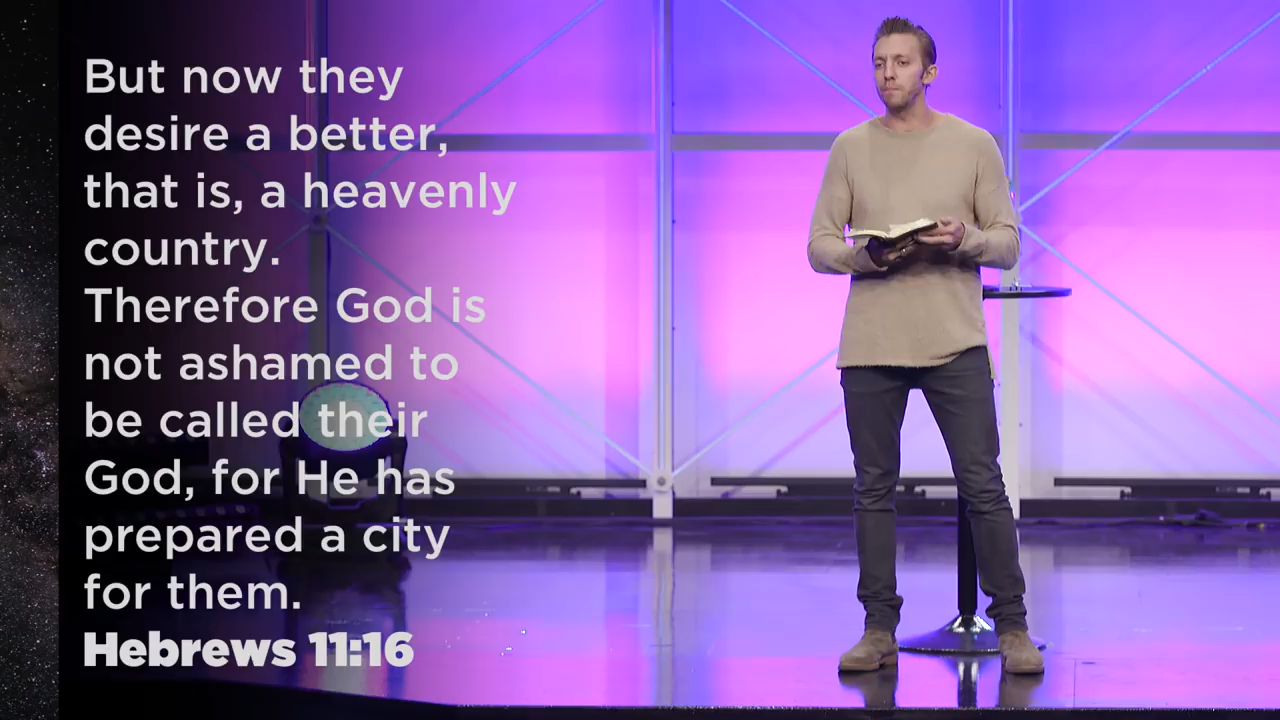 But now they
desire a better,
that is, a heavenly
country.
Therefore God is
not ashamed to
be called their
God, for He has
prepared a city
for them.
Hebrews 11:16